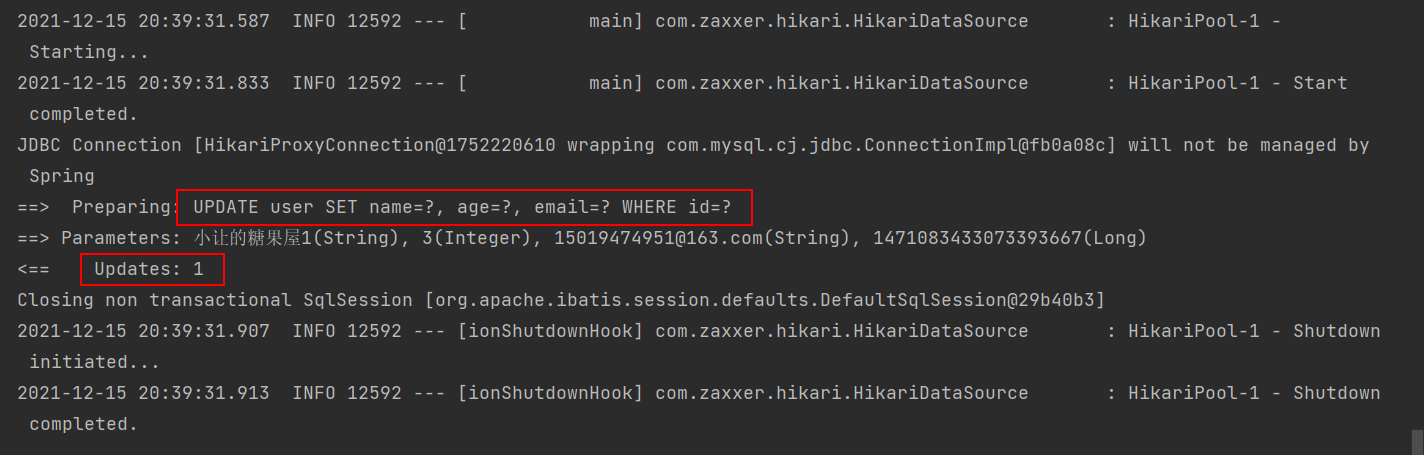 2021-12-15 20:39:31.587  INFO 12592 --- [           main] com.zaxxer.hikari.HikariDataSource       : HikariPool-1 -
 Starting...
2021-12-15 20:39:31.833  INFO 12592 --- [           main] com.zaxxer.hikari.HikariDataSource       : HikariPool-1 - Start
 completed.
JDBC Connection [HikariProxyConnection@1752220610 wrapping com.mysql.cj.jdbc.ConnectionImpl@fb0a08c] will not be managed by
 Spring
==>  Preparing: UPDATE user SET name=?, age=?, email=? WHERE id=?
==> Parameters: 小让的糖果屋1(String), 3(Integer), 15019474951@163.com(String), 1471083433073393667(Long)
<==    Updates: 1
Closing non transactional SqlSession [org.apache.ibatis.session.defaults.DefaultSqlSession@29b40b3]
2021-12-15 20:39:31.907  INFO 12592 --- [ionShutdownHook] com.zaxxer.hikari.HikariDataSource       : HikariPool-1 - Shutdown
 initiated...
2021-12-15 20:39:31.913  INFO 12592 --- [ionShutdownHook] com.zaxxer.hikari.HikariDataSource       : HikariPool-1 - Shutdown
 completed.